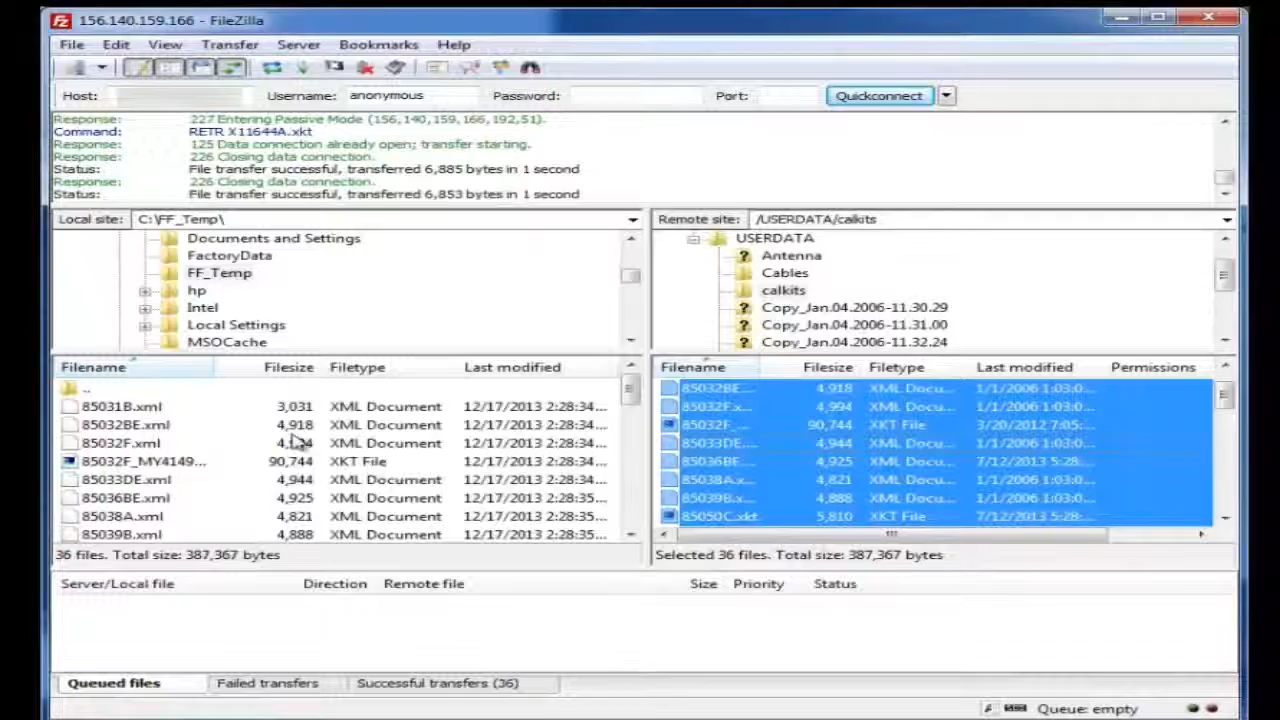 156.140.159.166 - FileZilla
File Edit View Transfer Server Bookmarks Help
Host: Username: anonymous Password: Port: Quickconnect
Response: 227 Entering Passive Mode (156,140,159,166,192,51).
Command: RETR X11644A.xkt
Response: 125 Data connection already open; transfer starting.
Response: 226 Closing data connection.
Status: File transfer successful, transferred 6,885 bytes in 1 second
Response: 226 Closing data connection.
Status: File transfer successful, transferred 6,853 bytes in 1 second
Local site: C:\FF_Temp\
Documents and Settings
FactoryData
FF_Temp
hp
Intel
Local Settings
MSOCache
Remote site: /USERDATA/calkits
USERDATA
Antenna
Cables
calkits
Copy_Jan.04.2006-11.30.29
Copy_Jan.04.2006-11.31.00
Copy_Jan.04.2006-11.32.24
Filename Filesize Filetype Last modified
..
85031B.xml 3,031 XML Document 12/17/2013 2:28:34...
85032BE.xml 4,918 XML Document 12/17/2013 2:28:34...
85032F.xml XML Document 12/17/2013 2:28:34...
85032F_MY4149... 90,744 XKT File 12/17/2013 2:28:34...
85033DE.xml 4,944 XML Document 12/17/2013 2:28:34...
85036BE.xml 4,925 XML Document 12/17/2013 2:28:35...
85038A.xml 4,821 XML Document 12/17/2013 2:28:35...
85039B.xml 4,888 XML Document 12/17/2013 2:28:35...
36 files. Total size: 387,367 bytes
Filename Filesize Filetype Last modified Permissions
85032BE... 4,918 XML Docu... 1/1/2006 1:03:0...
85032F.x... 4,994 XML Docu... 1/1/2006 1:03:0...
85032F_... 90,744 XKT File 3/20/2012 7:05:...
85033DE... 4,944 XML Docu... 1/1/2006 1:03:0...
85036BE... 4,925 XML Docu... 7/12/2013 5:28:...
85038A.x... 4,821 XML Docu... 1/1/2006 1:03:0...
85039B.x... 4,888 XML Docu... 1/1/2006 1:03:0...
85050C.xkt 5,810 XKT File 7/12/2013 5:28:...
Selected 36 files. Total size: 387,367 bytes
Server/Local file Direction Remote file Size Priority Status
Queued files Failed transfers Successful transfers (36)
Queue: empty